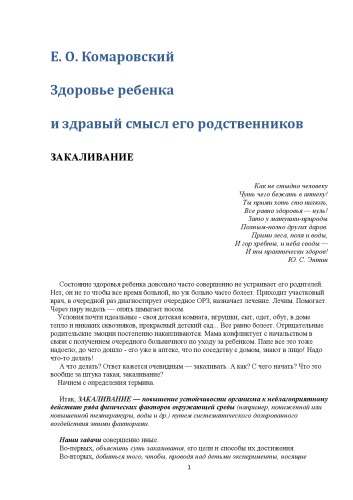 Е. О. Комаровский
Здоровье ребенка
и здравый смысл его родственников
ЗАКАЛИВАНИЕ
Как не стыдно человеку
Чуть чего бежать в аптеку!
Ты прими хоть сто пилюль,
Все равно здоровья — нуль!
Зато у матушки-природы
Полным-полно других даров.
Прими леса, поля и воды,
И гор хребты, и неба своды —
И ты практически здоров!
Ю. С. Энтин
Состояние здоровья ребенка довольно часто совершенно не устраивает его родителей.
Нет, он не то чтобы все время больной, но уж больно часто болеет. Приходит участковый
врач, в очередной раз диагностирует очередное ОРЗ, назначает лечение. Лечим. Помогает.
Через пару недель — опять шмыгает носом.
Условия почти идеальные - своя детская комната, игрушки, сыт, одет, обут, в доме
тепло и никаких сквозняков, прекрасный детский сад... Все равно болеет. Отрицательные
родительские эмоции постепенно накапливаются. Мама конфликтует с начальством в
связи с получением очередного больничного по уходу за ребенком. Папе все это тоже
надоело; до чего дошло - его уже в аптеке, что по соседству с домом, знают в лицо! Надо
что-то делать!
А что делать? Ответ кажется очевидным — закаливать. А как? С чего начать? Что это
вообще за штука такая, закаливание?
Начнем с определения термина.
Итак, ЗАКАЛИВАНИЕ — повышение устойчивости организма к неблагоприятному
действию ряда физических факторов окружающей среды (например, пониженной или
повышенной температуры, воды и др.) путем систематического дозированного
воздействия этими факторами.
Наши задачи совершенно иные.
Во-первых, объяснить суть закаливания, его цели и способы их достижения.
Во-вторых, добиться того, чтобы, проводя над детьми эксперименты, носящие
1